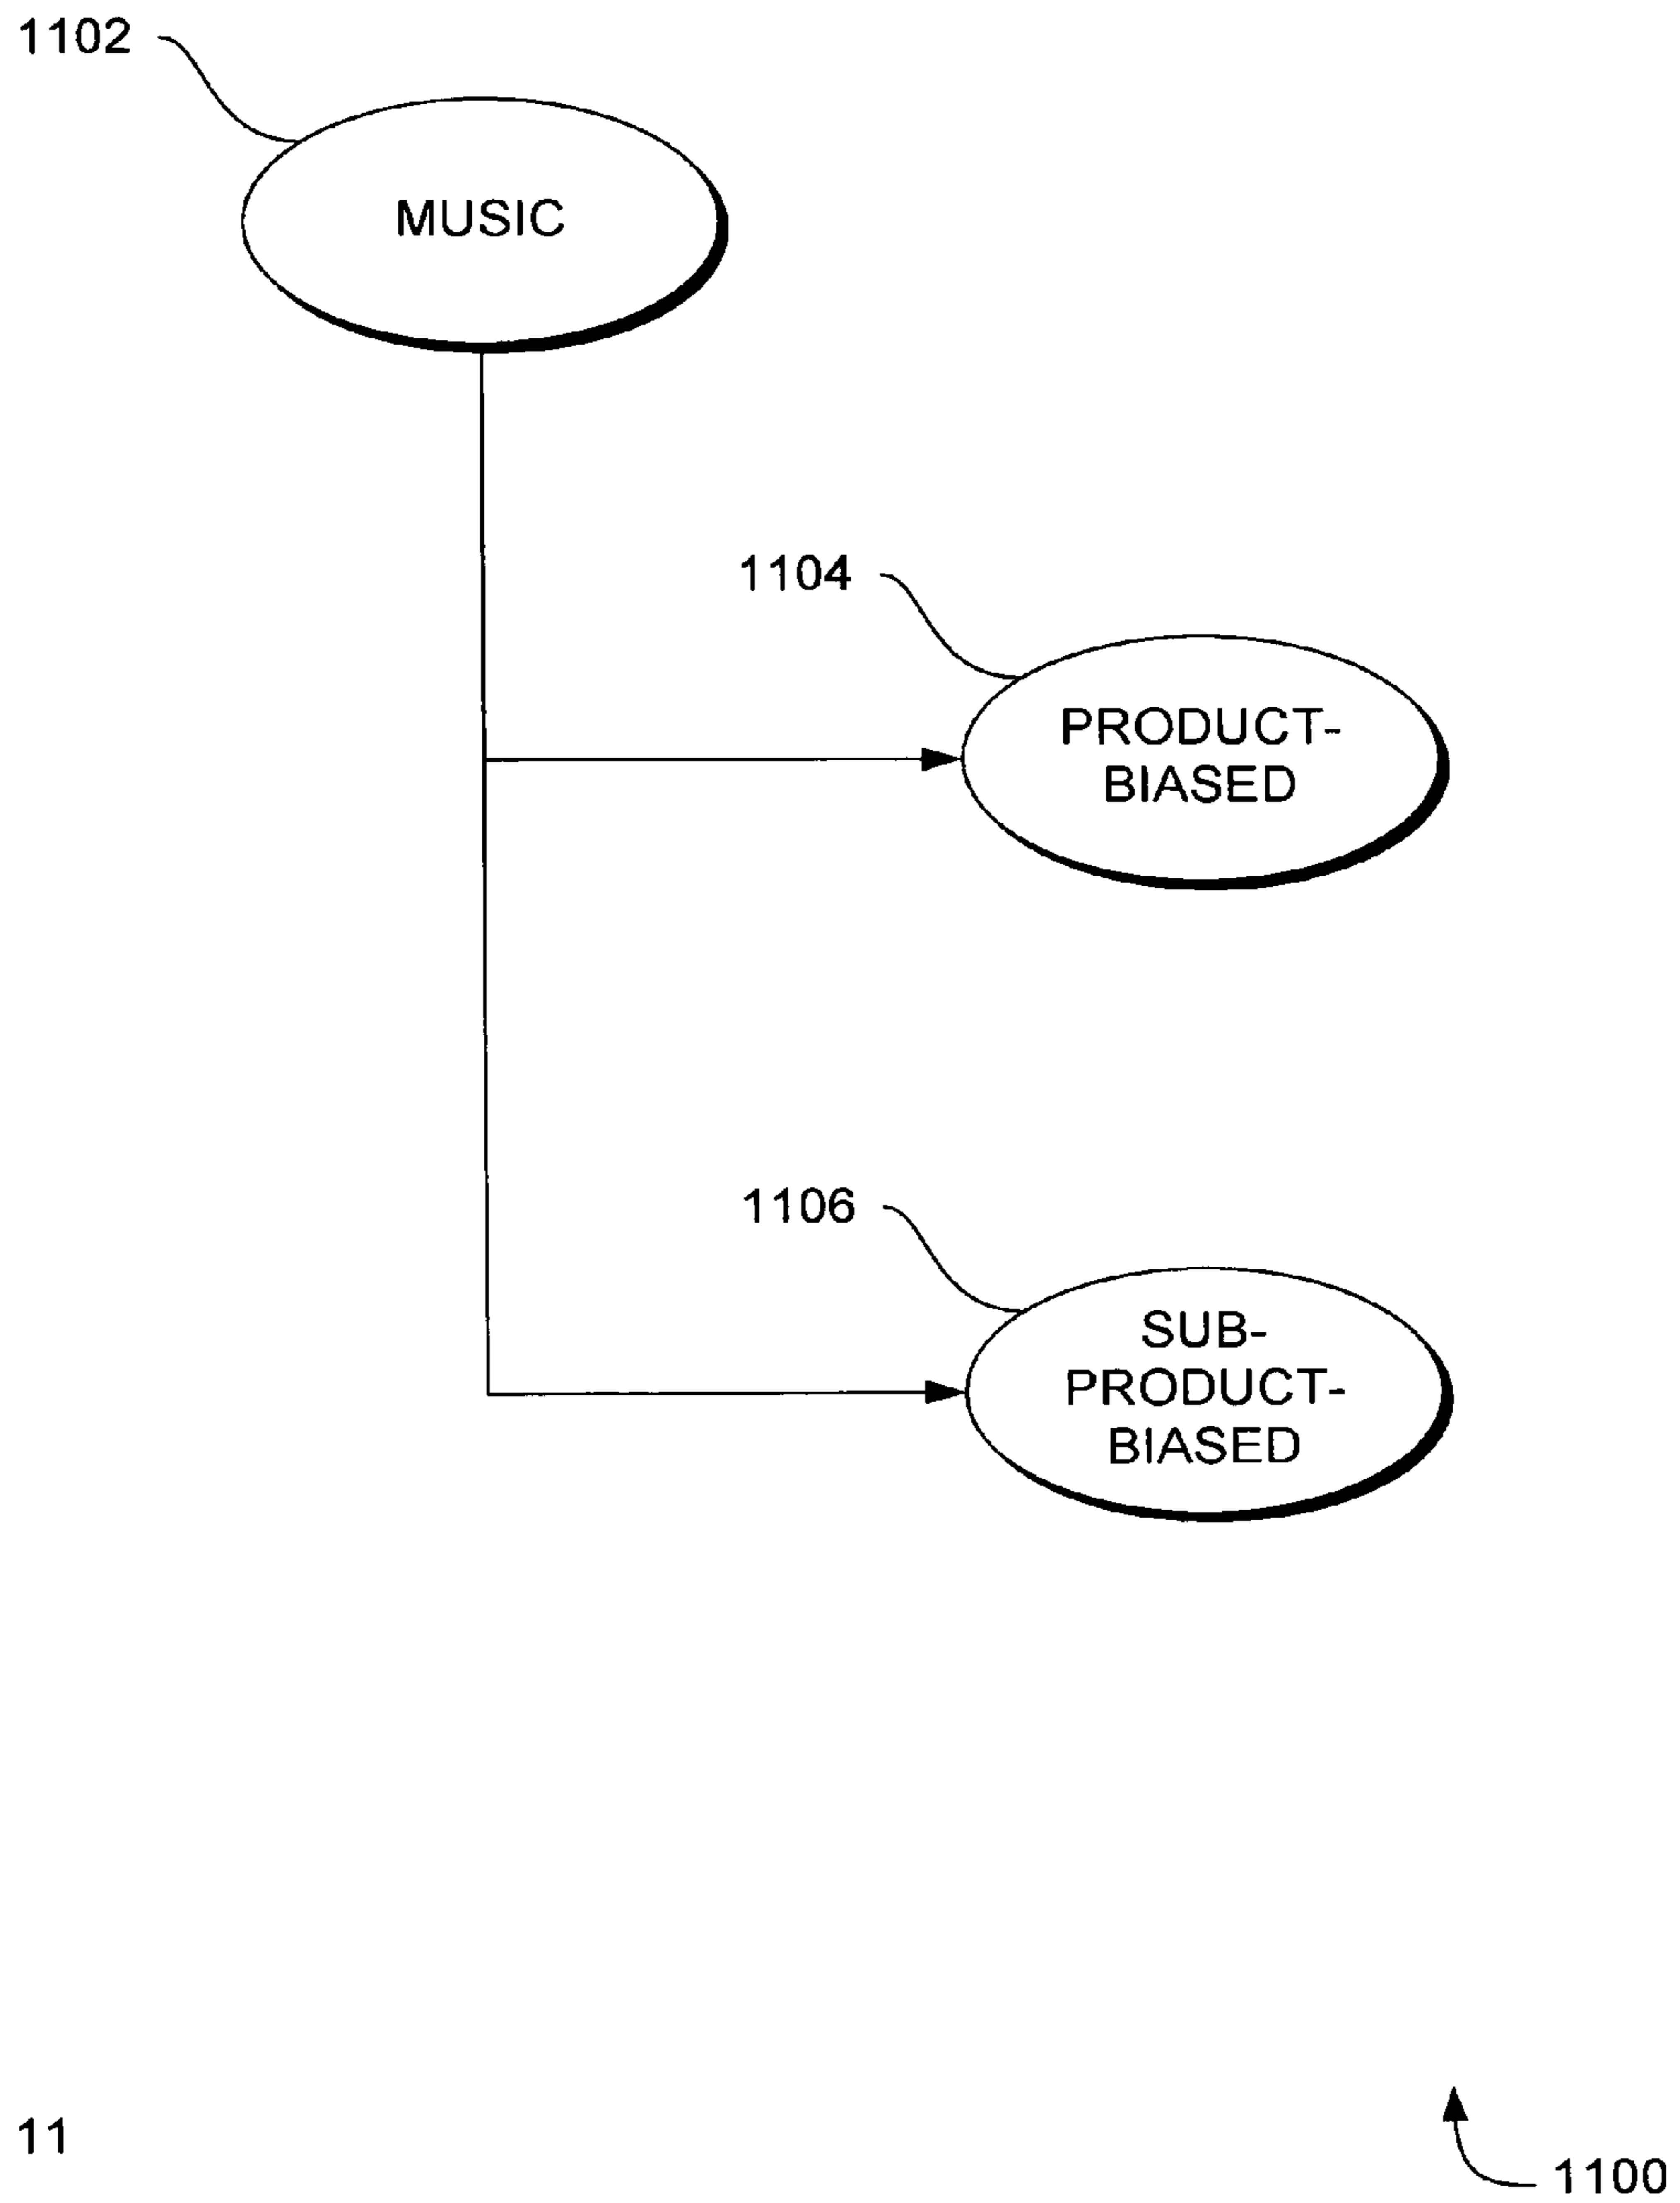 1102
MUSIC
1104
PRODUCT-
BIASED
1106
SUB-
PRODUCT-
BIASED
11
1100